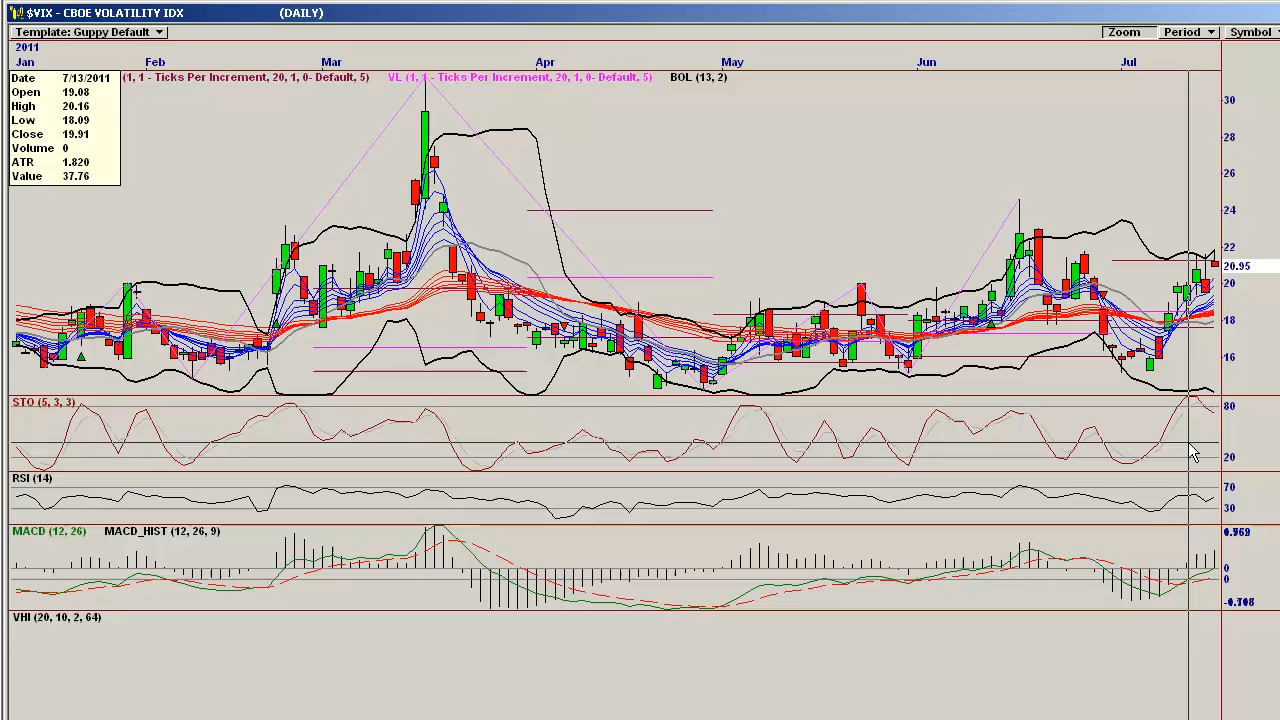 $VIX - CBOE VOLATILITY IDX (DAILY)
Template: Guppy Default Zoom Period Symbol
2011
Jan Feb Mar Apr May Jun Jul
Date 7/13/2011
Open 19.08
High 20.16
Low 18.09
Close 19.91
Volume 0
ATR 1.820
Value 37.76
(1, 1 - Ticks Per Increment, 20, 1, 0- Default, 5) VL (1, 1 - Ticks Per Increment, 20, 1, 0- Default, 5) BOL (13, 2)
30
28
26
24
22
20.95
20
18
16
STO (5, 3, 3)
80
20
RSI (14)
70
30
MACD (12, 26) MACD_HIST (12, 26, 9)
0
0
VHI (20, 10, 2, 64)